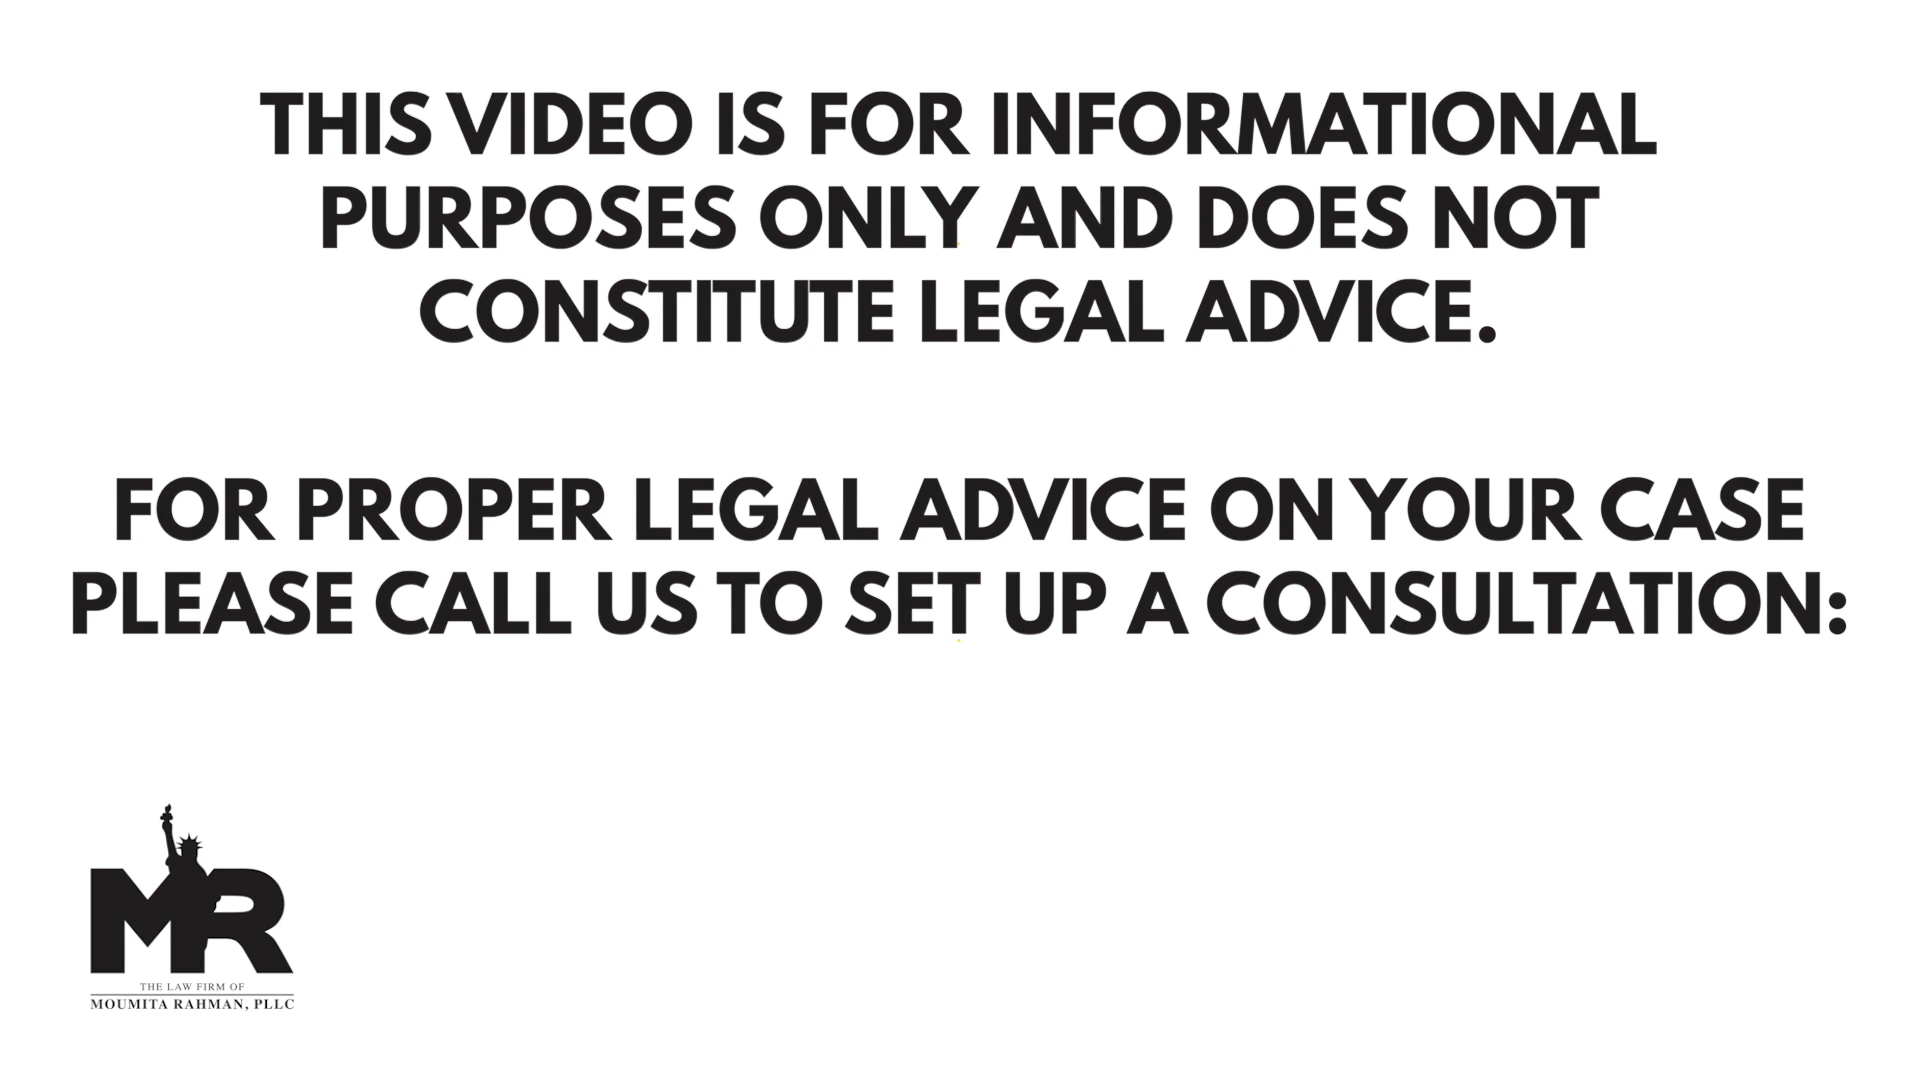 THIS VIDEO IS FOR INFORMATIONAL
PURPOSES ONLY AND DOES NOT
CONSTITUTE LEGAL ADVICE.
FOR PROPER LEGAL ADVICE ON YOUR CASE
PLEASE CALL US TO SET UP A CONSULTATION:
MR
THE LAW FIRM OF
MOUMITA RAHMAN, PLLC